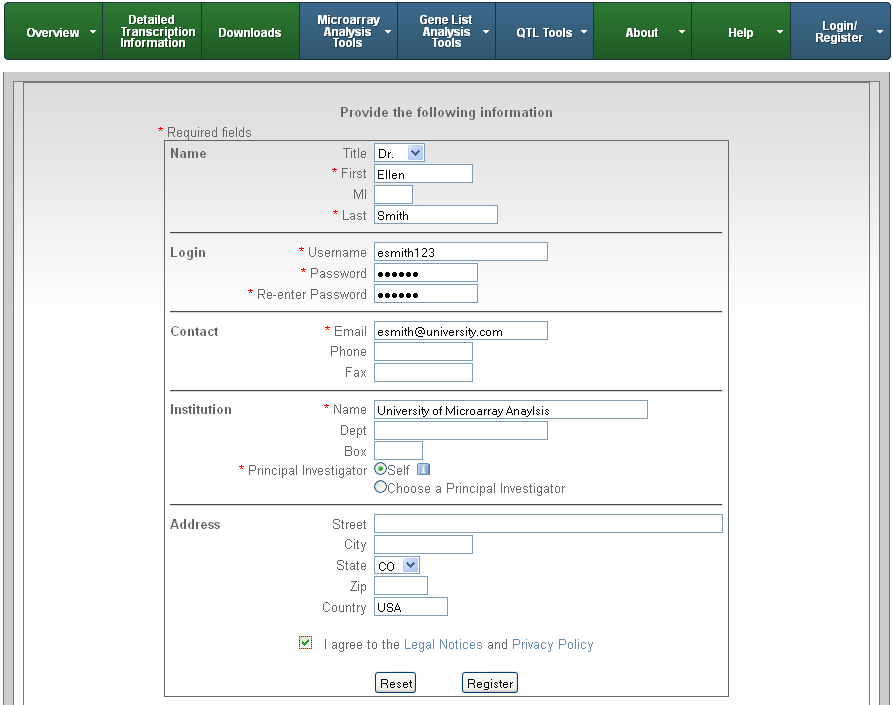 Overview
Detailed Transcription Information
Downloads
Microarray Analysis Tools
Gene List Analysis Tools
QTL Tools
About
Help
Login/ Register
Provide the following information
* Required fields
Name
Title Dr.
* First Ellen
MI
* Last Smith
Login
* Username esmith123
* Password ●●●●●●
* Re-enter Password ●●●●●●
Contact
* Email esmith@university.com
Phone
Fax
Institution
* Name University of Microarray Anaylsis
Dept
Box
* Principal Investigator Self i
Choose a Principal Investigator
Address
Street
City
State CO
Zip
Country USA
I agree to the Legal Notices and Privacy Policy
Reset Register